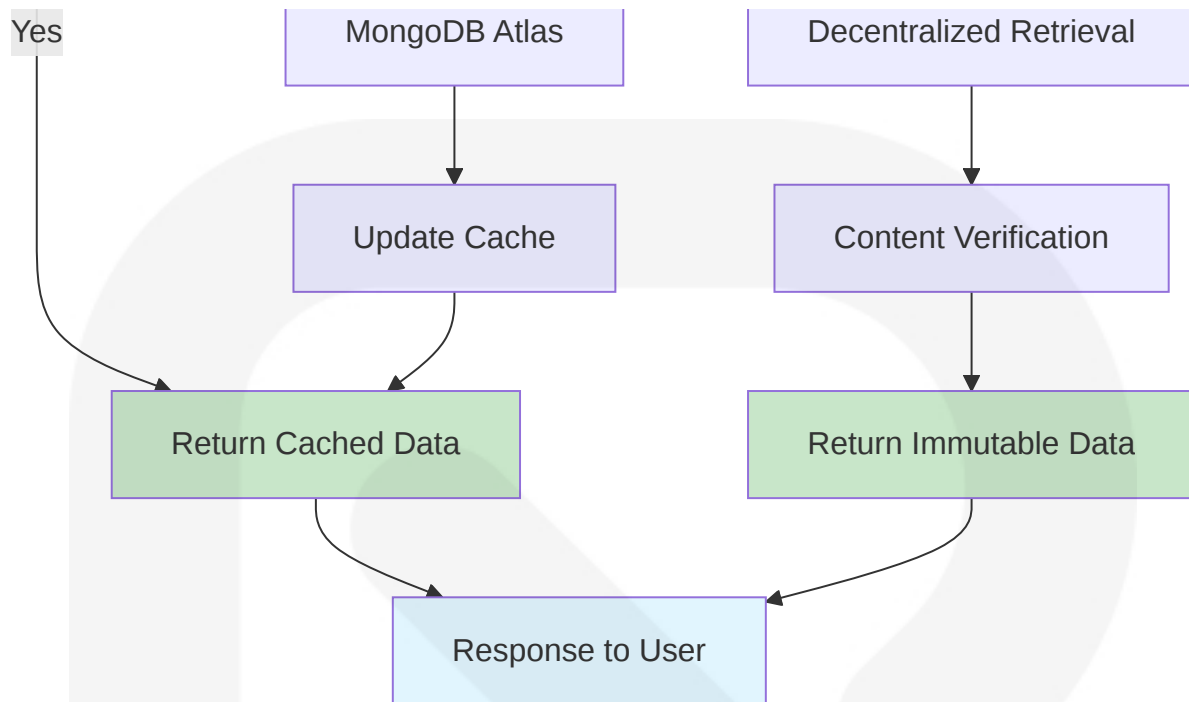 Yes
MongoDB Atlas
Decentralized Retrieval
Update Cache
Content Verification
Return Cached Data
Return Immutable Data
Response to User